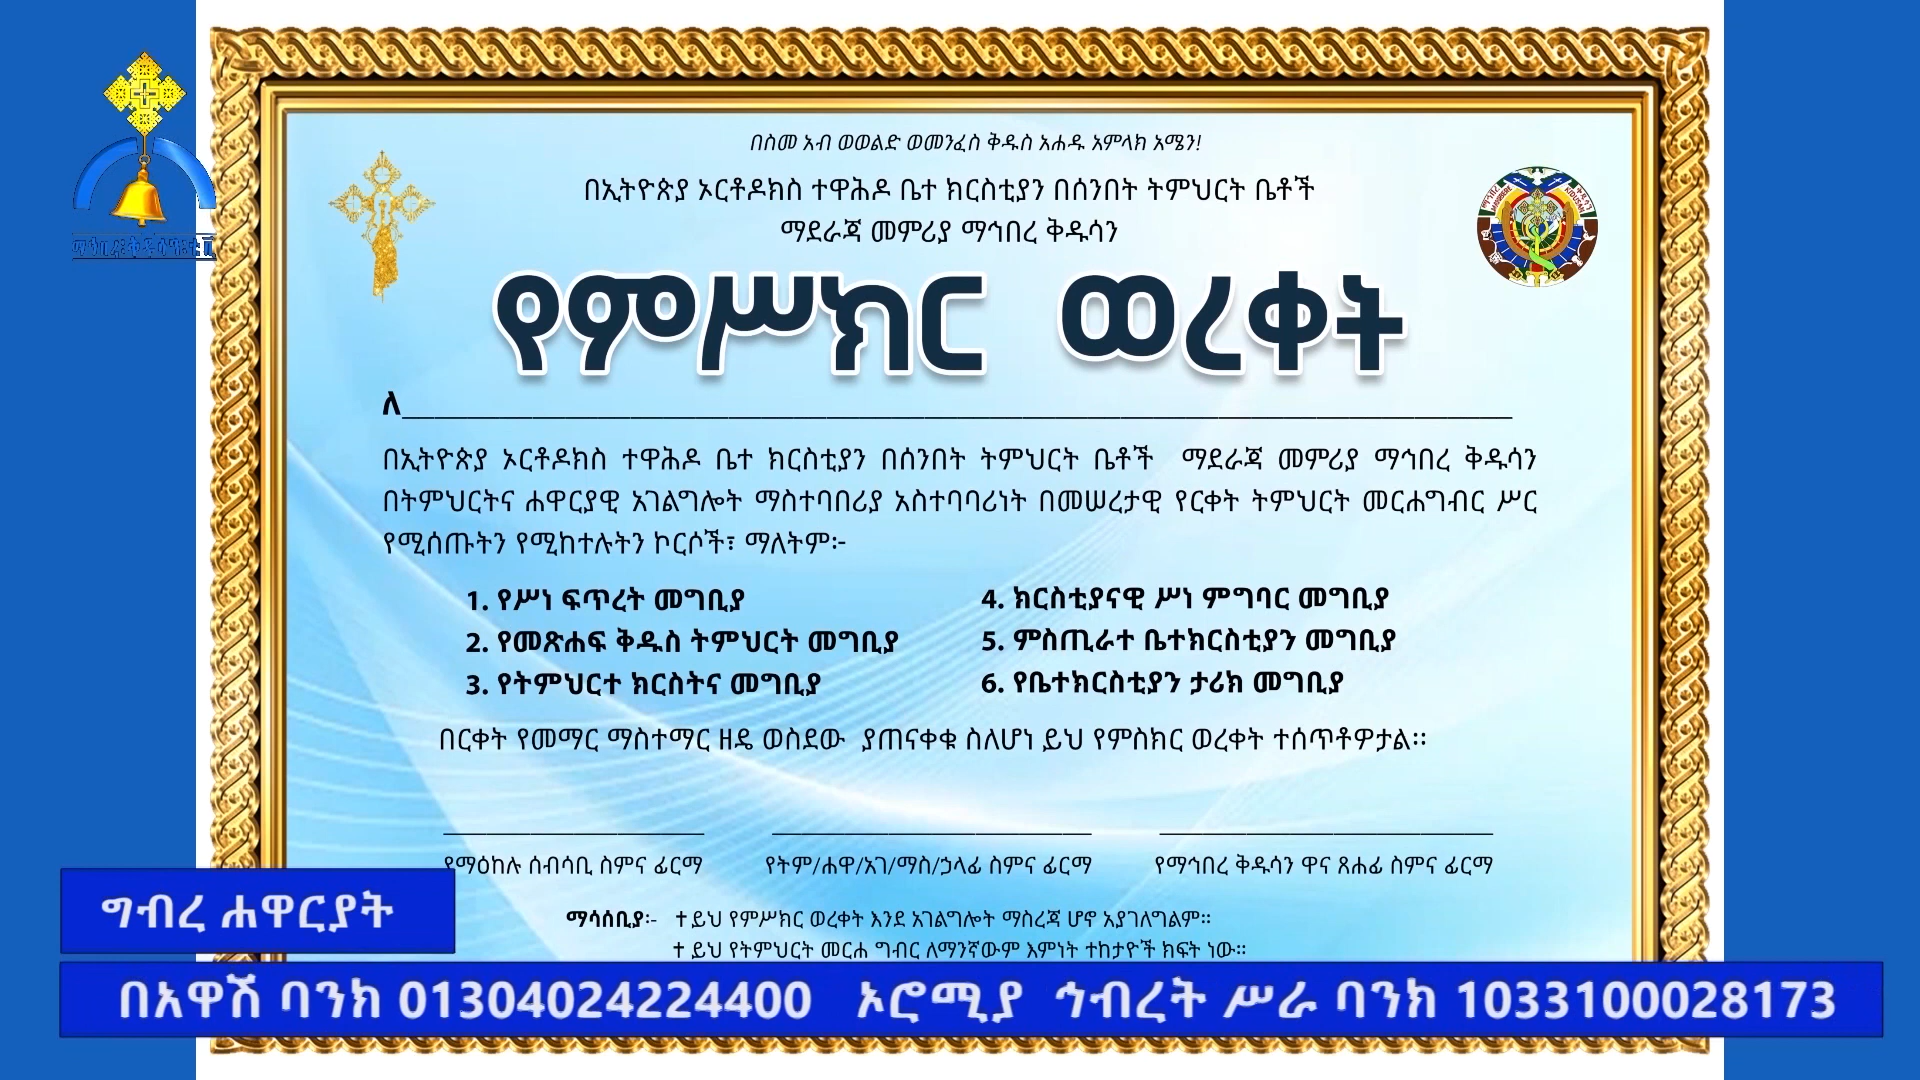 በስመ አብ ወወልድ ወመንፈስ ቅዱስ አሐዱ አምላክ አሜን!
በኢትዮጵያ ኦርቶዶክስ ተዋሕዶ ቤተ ክርስቲያን በሰንበት ትምህርት ቤቶች
ማደራጃ መምሪያ ማኅበረ ቅዱሳን
የምሥክር ወረቀት
ለ
በኢትዮጵያ ኦርቶዶክስ ተዋሕዶ ቤተ ክርስቲያን በሰንበት ትምህርት ቤቶች ማደራጃ መምሪያ ማኅበረ ቅዱሳን
በትምህርትና ሐዋርያዊ አገልግሎት ማስተባበሪያ አስተባባሪነት በመሠረታዊ የርቀት ትምህርት መርሐግብር ሥር
የሚሰጡትን የሚከተሉትን ኮርሶች፣ ማለትም፦
1. የሥነ ፍጥረት መግቢያ
2. የመጽሐፍ ቅዱስ ትምህርት መግቢያ
3. የትምህርተ ክርስትና መግቢያ
4. ክርስቲያናዊ ሥነ ምግባር መግቢያ
5. ምስጢራተ ቤተክርስቲያን መግቢያ
6. የቤተክርስቲያን ታሪክ መግቢያ
በርቀት የመማር ማስተማር ዘዴ ወስደው ያጠናቀቁ ስለሆነ ይህ የምስክር ወረቀት ተሰጥቶዎታል።
የማዕከሉ ሰብሳቢ ስምና ፊርማ
የትም/ሐዋ/አገ/ማስ/ኃላፊ ስምና ፊርማ
የማኅበረ ቅዱሳን ዋና ጸሐፊ ስምና ፊርማ
ማሳሰቢያ፦ ✝ ይህ የምሥክር ወረቀት እንደ አገልግሎት ማስረጃ ሆኖ አያገለግልም።
✝ ይህ የትምህርት መርሐ ግብር ለማንኛውም እምነት ተከታዮች ክፍት ነው።
ግብረ ሐዋርያት
በአዋሽ ባንክ 01304024224400 ኦሮሚያ ኅብረት ሥራ ባንክ 1033100028173